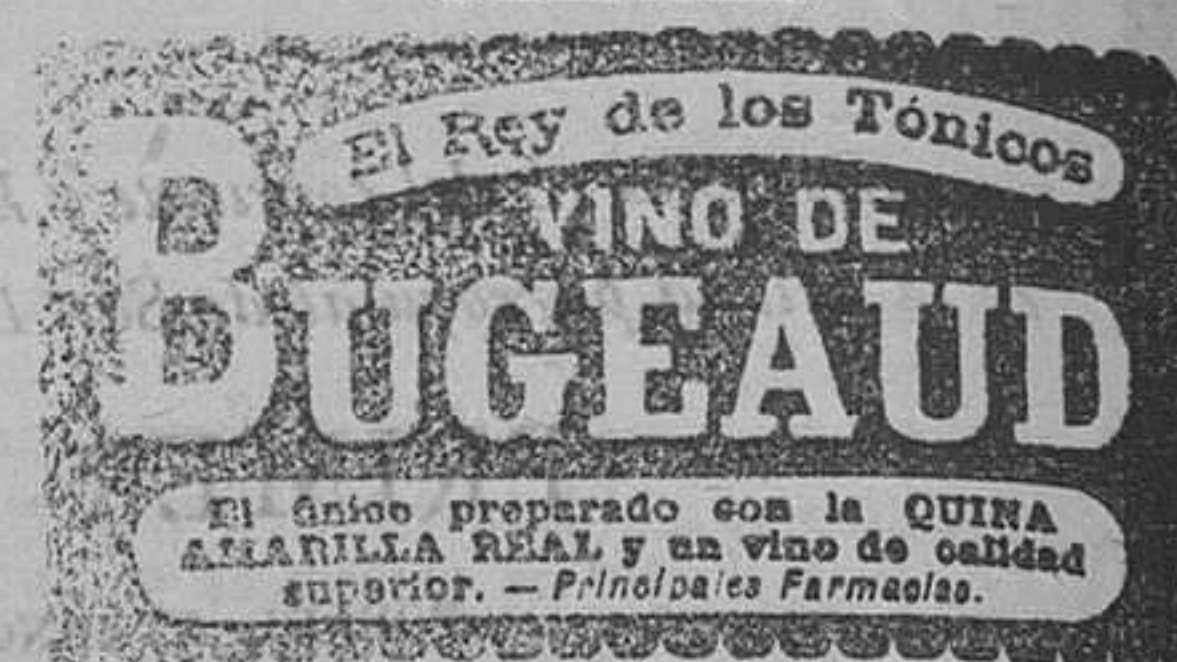 El Rey de los Tónicos
VINO DE
BUGEAUD
El único preparado con la QUINA
AMARILLA REAL y un vino de calidad
superior. — Principales Farmacias.